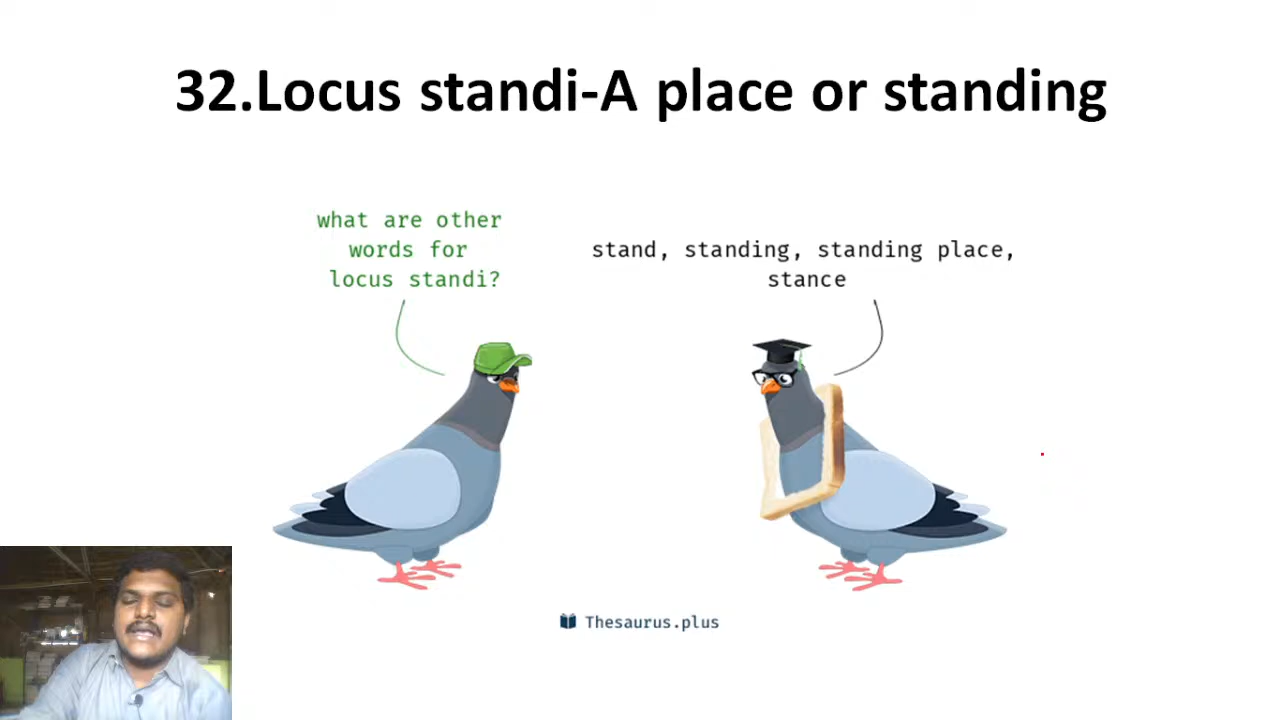 32.Locus standi-A place or standing
what are other
words for
locus standi?
stand, standing, standing place,
stance
Thesaurus.plus